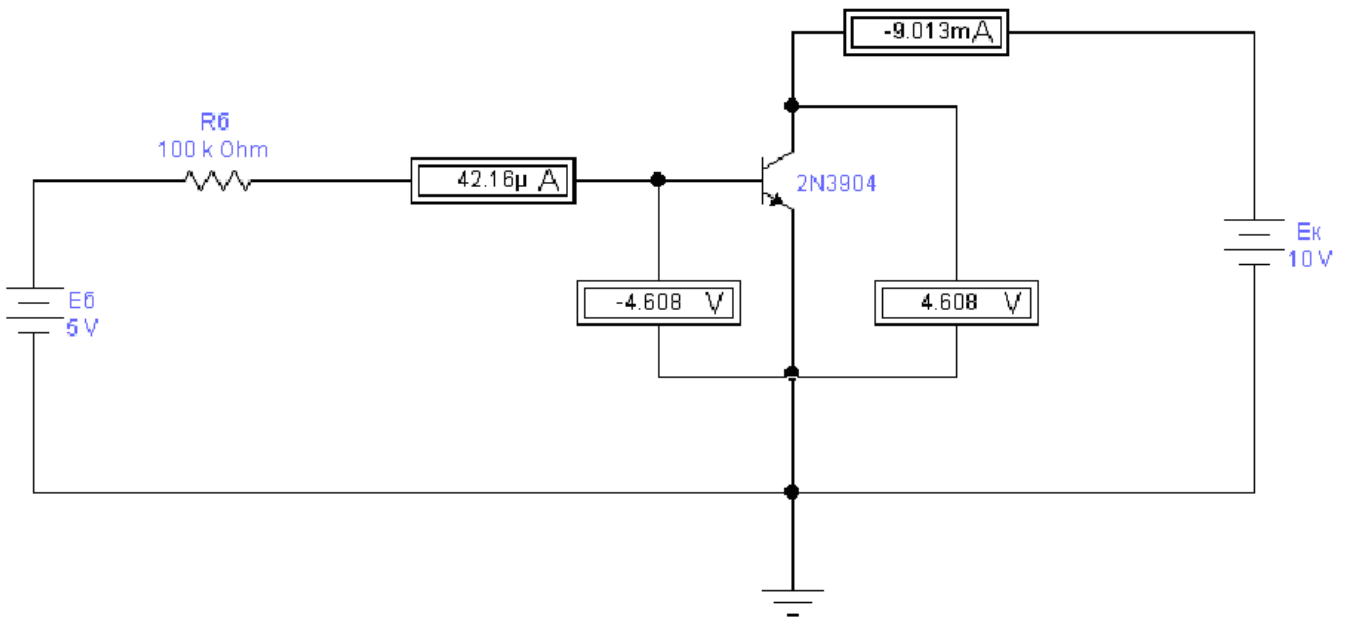 -9.013mA
Rб
100 k Ohm
42.16μ A
2N3904
Eк
10 V
Eб
5 V
-4.608 V
4.608 V